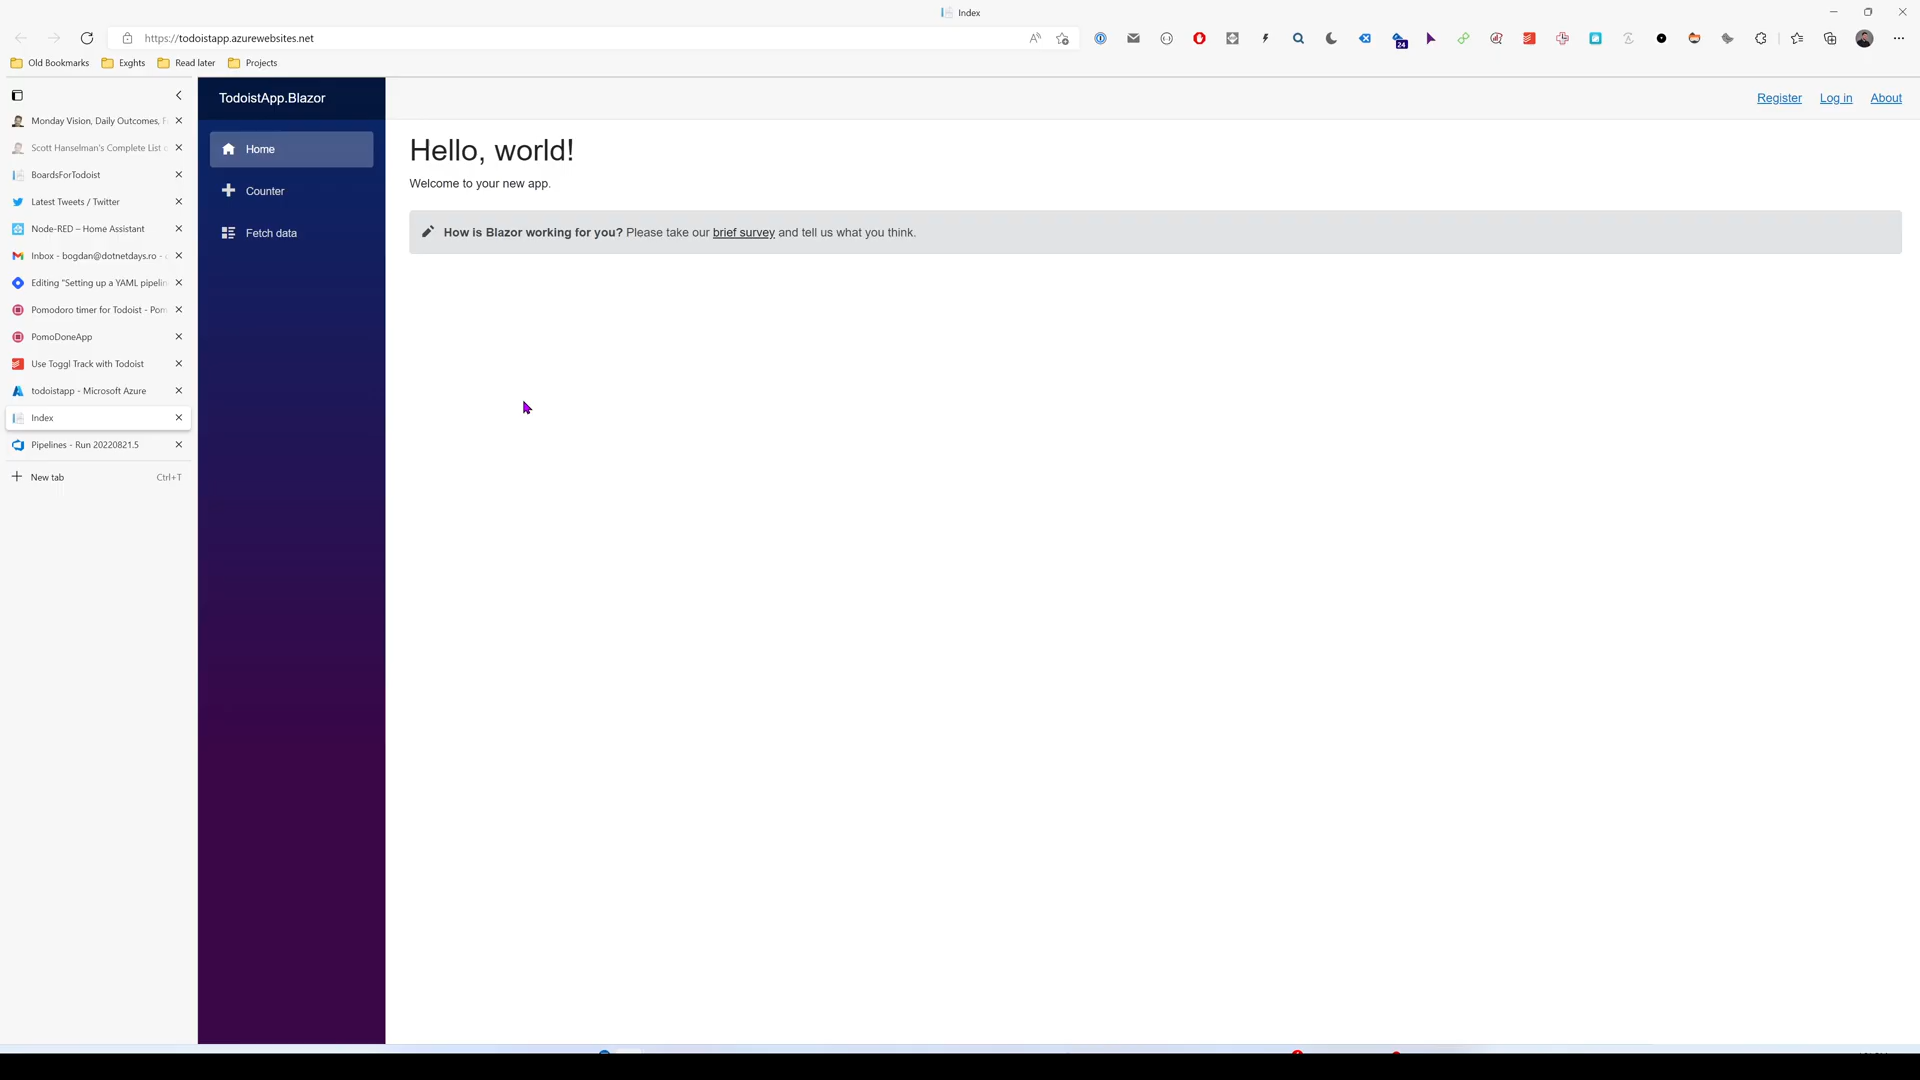 Index
https://todoistapp.azurewebsites.net
24
Old Bookmarks
Exghts
Read later
Projects
Monday Vision, Daily Outcomes, F
Scott Hanselman's Complete List o
BoardsForTodoist
Latest Tweets / Twitter
Node-RED – Home Assistant
Inbox - bogdan@dotnetdays.ro -
Editing "Setting up a YAML pipelin
Pomodoro timer for Todoist - Pom
PomoDoneApp
Use Toggl Track with Todoist
todoistapp - Microsoft Azure
Index
Pipelines - Run 20220821.5
New tab Ctrl+T
TodoistApp.Blazor
Home
Counter
Fetch data
Register Log in About
Hello, world!
Welcome to your new app.
How is Blazor working for you? Please take our brief survey and tell us what you think.